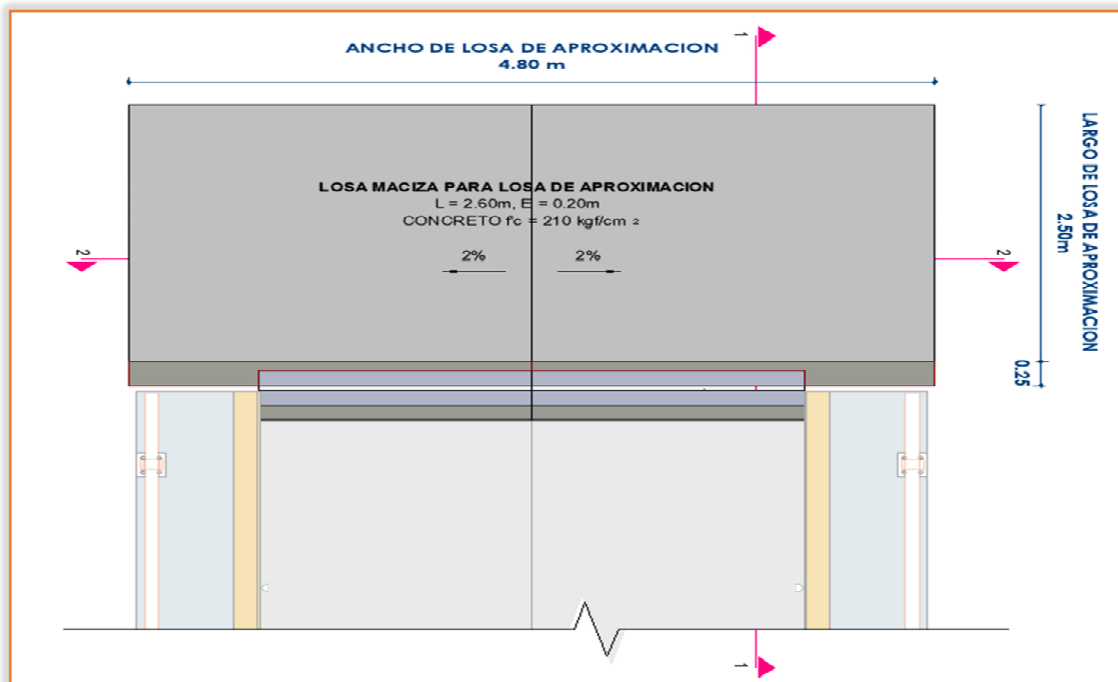 ANCHO DE LOSA DE APROXIMACION
4.80 m
1
LOSA MACIZA PARA LOSA DE APROXIMACION
L = 2.60m, E = 0.20m
CONCRETO f'c = 210 kgf/cm 2
2% 2%
2
2
LARGO DE LOSA DE APROXIMACION
2.50m
0.25
1